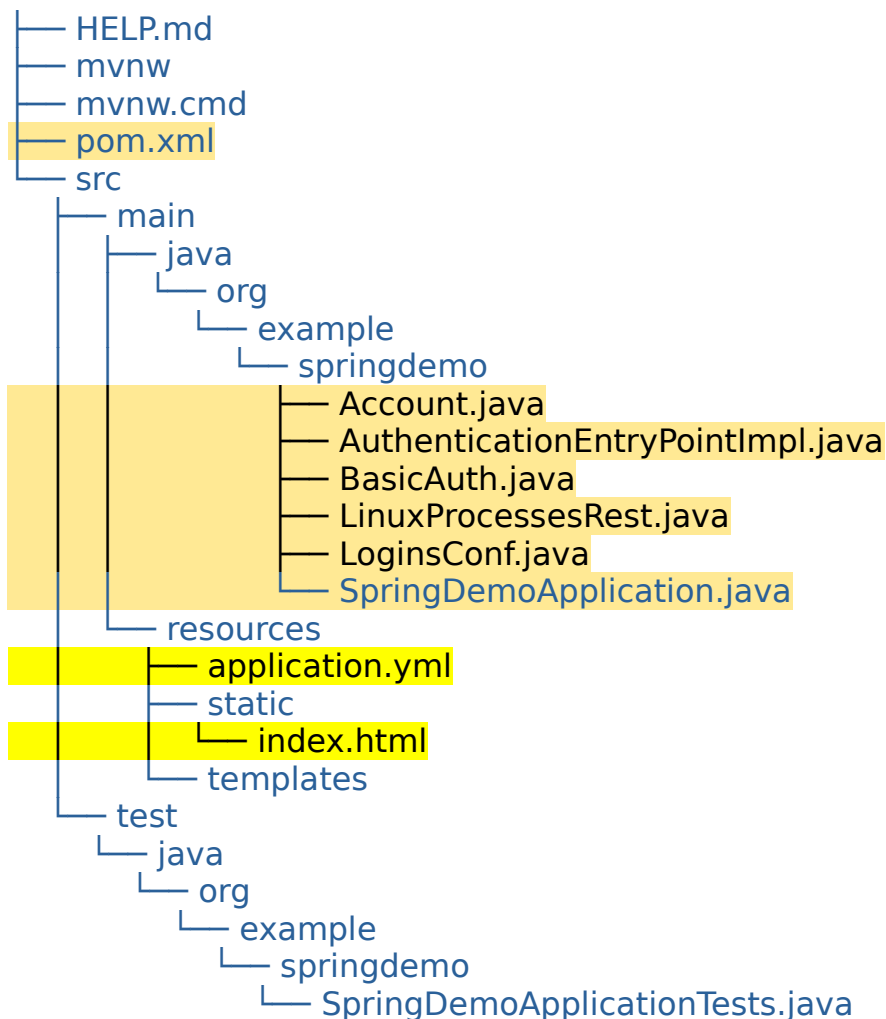 ├── HELP.md
├── mvnw
├── mvnw.cmd
├── pom.xml
└── src
    ├── main
    │   ├── java
    │   │   └── org
    │   │       └── example
    │   │           └── springdemo
    │   │               ├── Account.java
    │   │               ├── AuthenticationEntryPointImpl.java
    │   │               ├── BasicAuth.java
    │   │               ├── LinuxProcessesRest.java
    │   │               ├── LoginsConf.java
    │   │               └── SpringDemoApplication.java
    │   └── resources
    │       ├── application.yml
    │       ├── static
    │       │   └── index.html
    │       └── templates
    └── test
        └── java
            └── org
                └── example
                    └── springdemo
                        └── SpringDemoApplicationTests.java